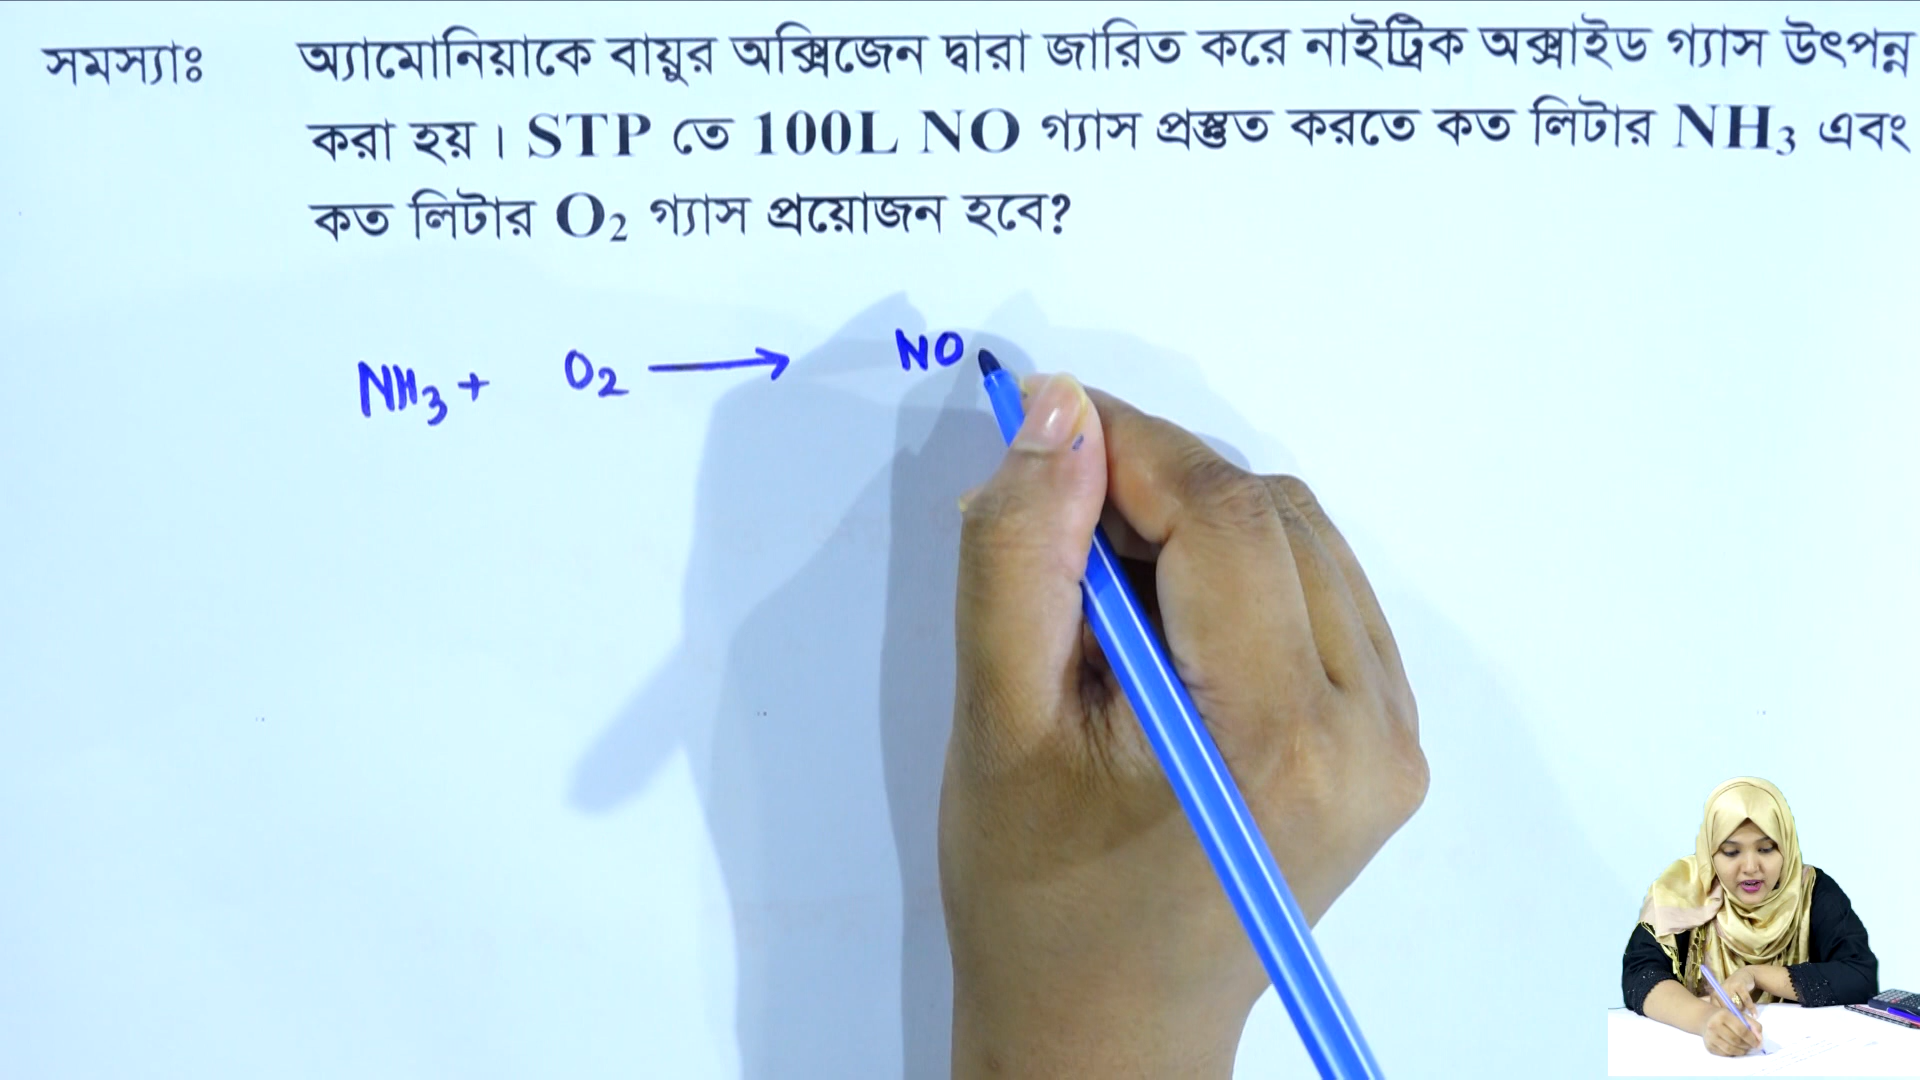 সমস্যাঃ অ্যামোনিয়াকে বায়ুর অক্সিজেন দ্বারা জারিত করে নাইট্রিক অক্সাইড গ্যাস উৎপন্ন
করা হয়। STP তে 100L NO গ্যাস প্রস্তুত করতে কত লিটার NH₃ এবং
কত লিটার O₂ গ্যাস প্রয়োজন হবে?
NH₃ + O₂ ⟶ NO